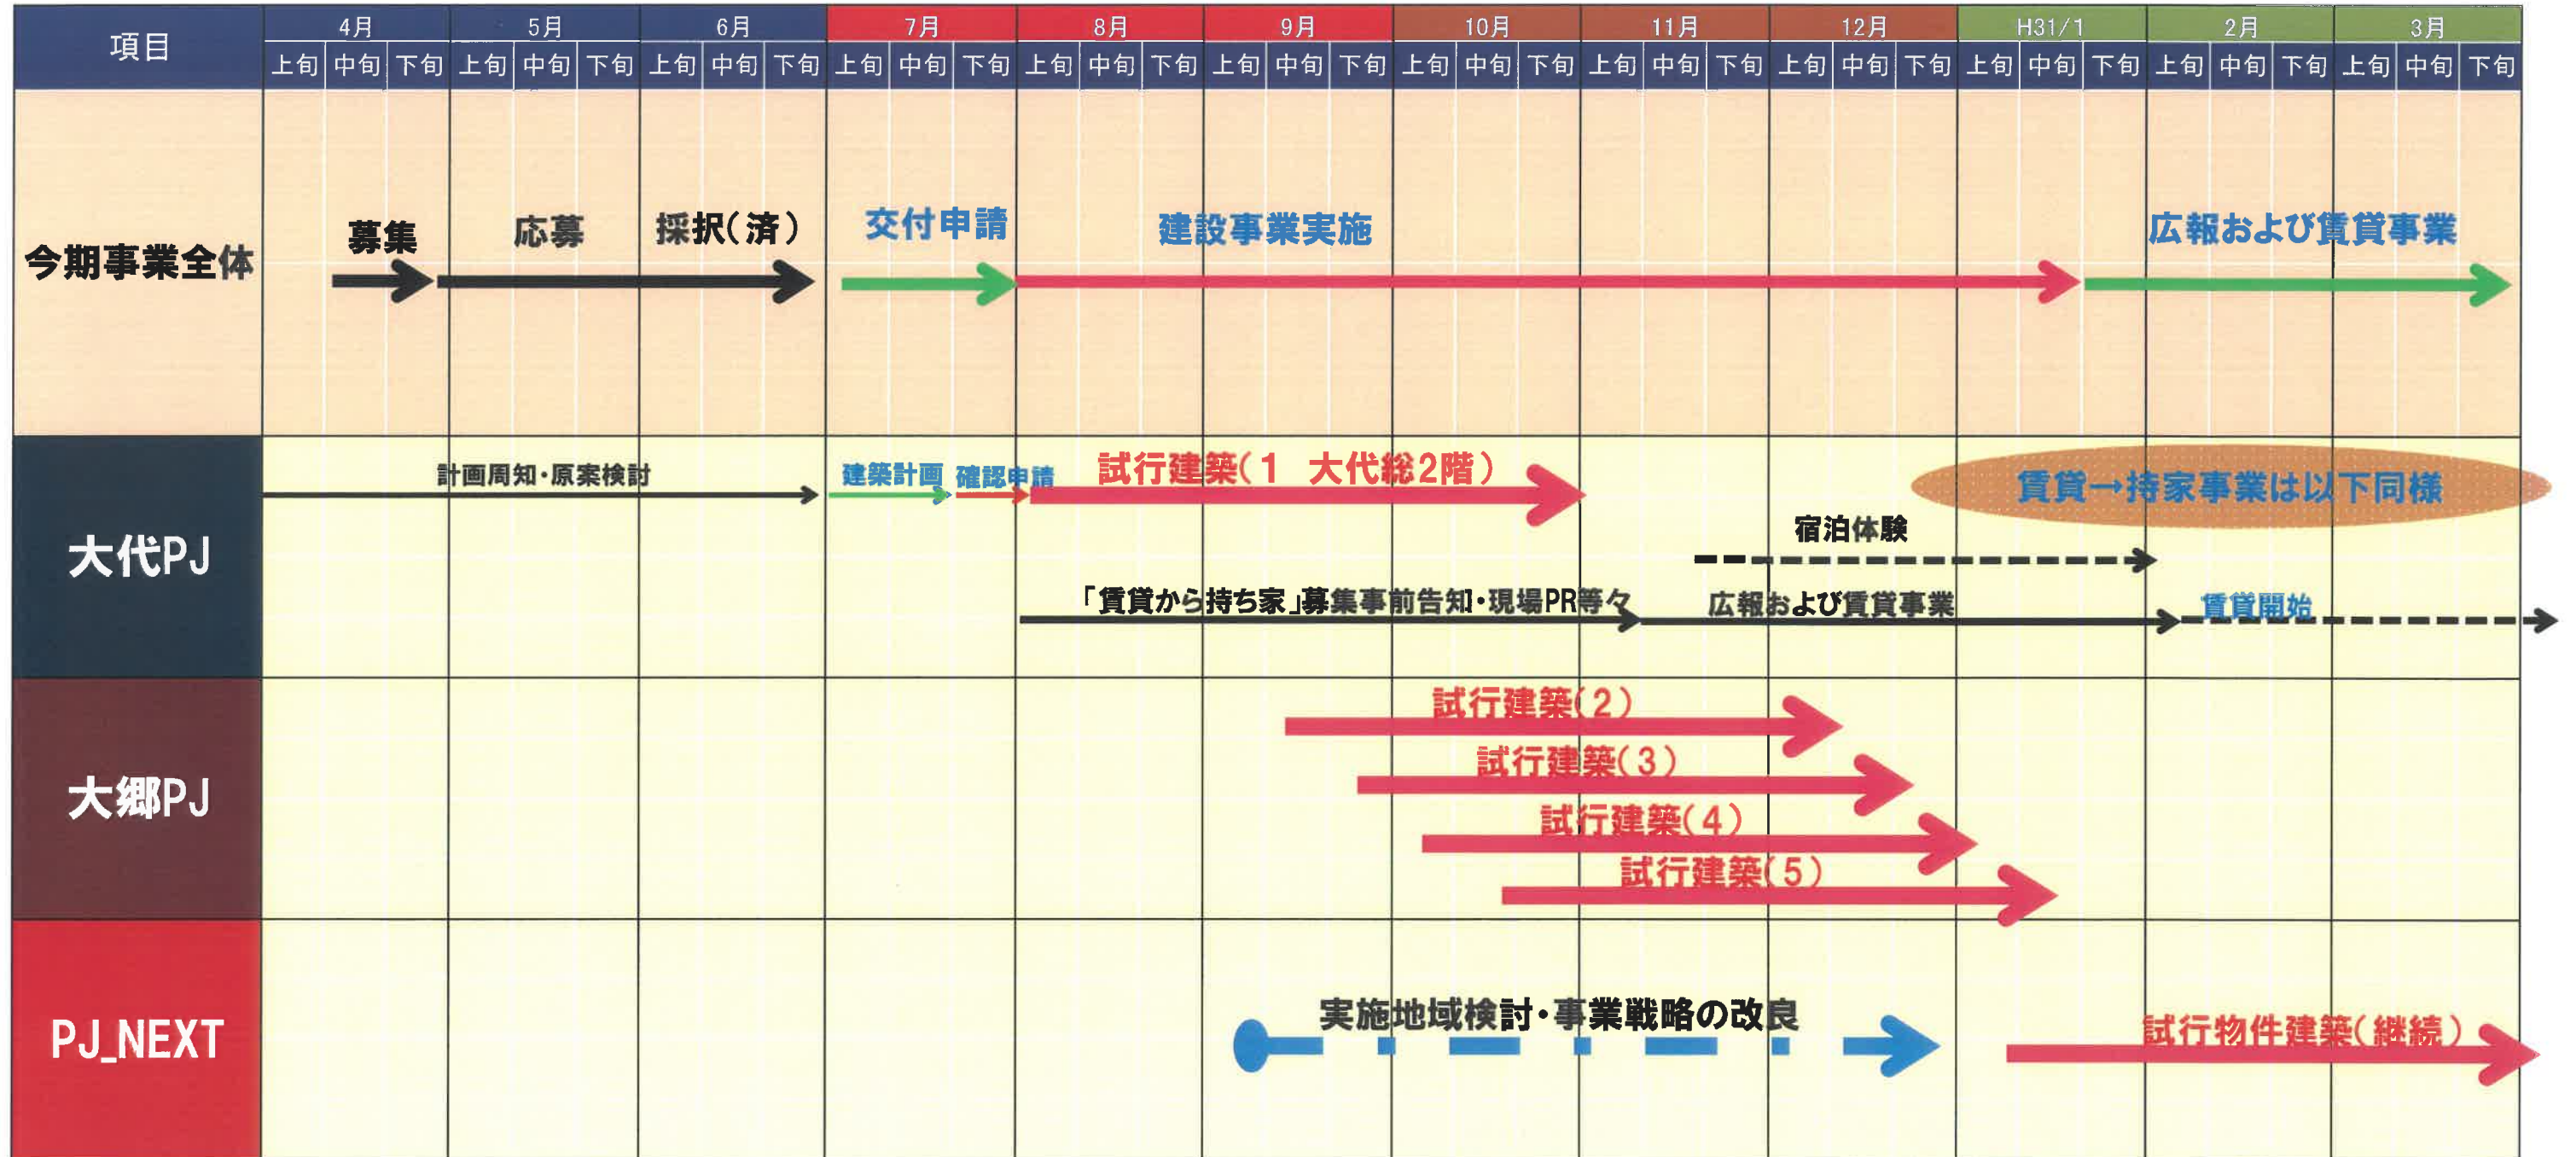 項目
4月 5月 6月 7月 8月 9月 10月 11月 12月 H31/1 2月 3月
上旬 中旬 下旬 上旬 中旬 下旬 上旬 中旬 下旬 上旬 中旬 下旬 上旬 中旬 下旬 上旬 中旬 下旬 上旬 中旬 下旬 上旬 中旬 下旬 上旬 中旬 下旬 上旬 中旬 下旬 上旬 中旬 下旬 上旬 中旬 下旬
今期事業全体
募集 応募 採択(済) 交付申請 建設事業実施 広報および賃貸事業
大代PJ
計画周知・原案検討 建築計画 確認申請 試行建築(1 大代総2階) 賃貸→持家事業は以下同様
宿泊体験
「賃貸から持ち家」募集事前告知・現場PR等々 広報および賃貸事業 賃貸開始
大郷PJ
試行建築(2)
試行建築(3)
試行建築(4)
試行建築(5)
PJ_NEXT
実施地域検討・事業戦略の改良 試行物件建築(継続)